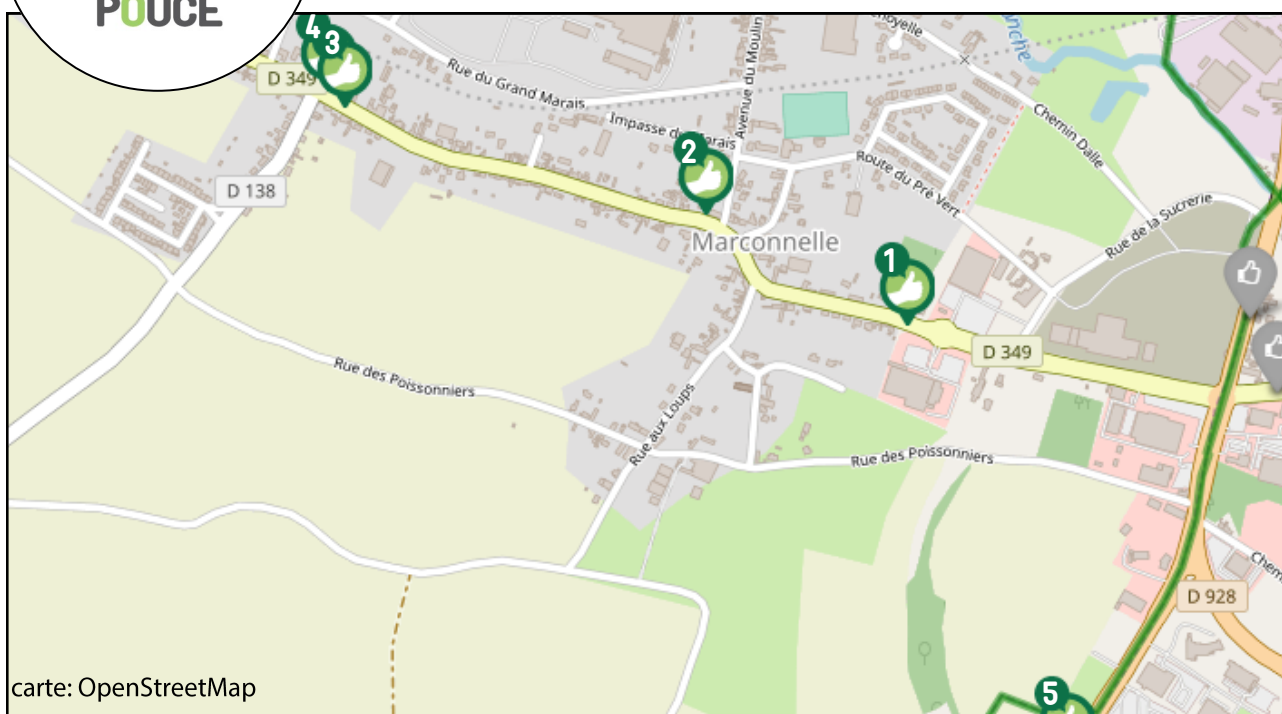 POUCE
4
3
D 349
Rue du Grand Marais
Avenue du Moulin
anche
Impasse du Marais
2
Chemin Dalle
Route du Pré Vert
D 138
Rue de la Sucrerie
Marconnelle
1
D 349
Rue des Poissonniers
Rue aux Loups
Rue des Poissonniers
Chem
D 928
5
carte: OpenStreetMap